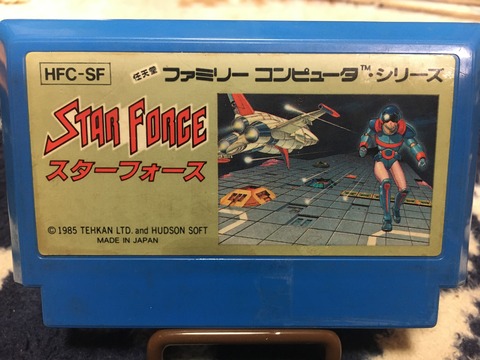 HFC-SF 任天堂 ファミリー コンピュータ™・シリーズ
STAR FORCE
スターフォース
© 1985 TEHKAN LTD. and HUDSON SOFT
MADE IN JAPAN